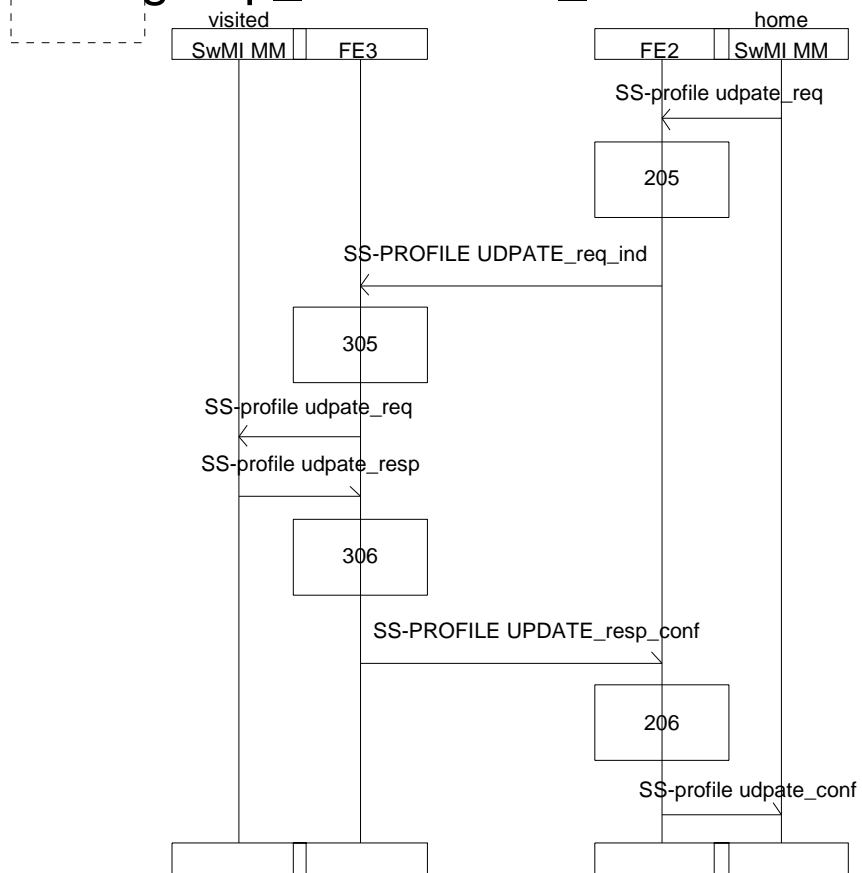 visited
home
SwMI MM
FE3
FE2
SwMI MM
SS-profile udpate_req
205
SS-PROFILE UDPATE_req_ind
305
SS-profile udpate_req
SS-profile udpate_resp
306
SS-PROFILE UPDATE_resp_conf
206
SS-profile udpate_conf